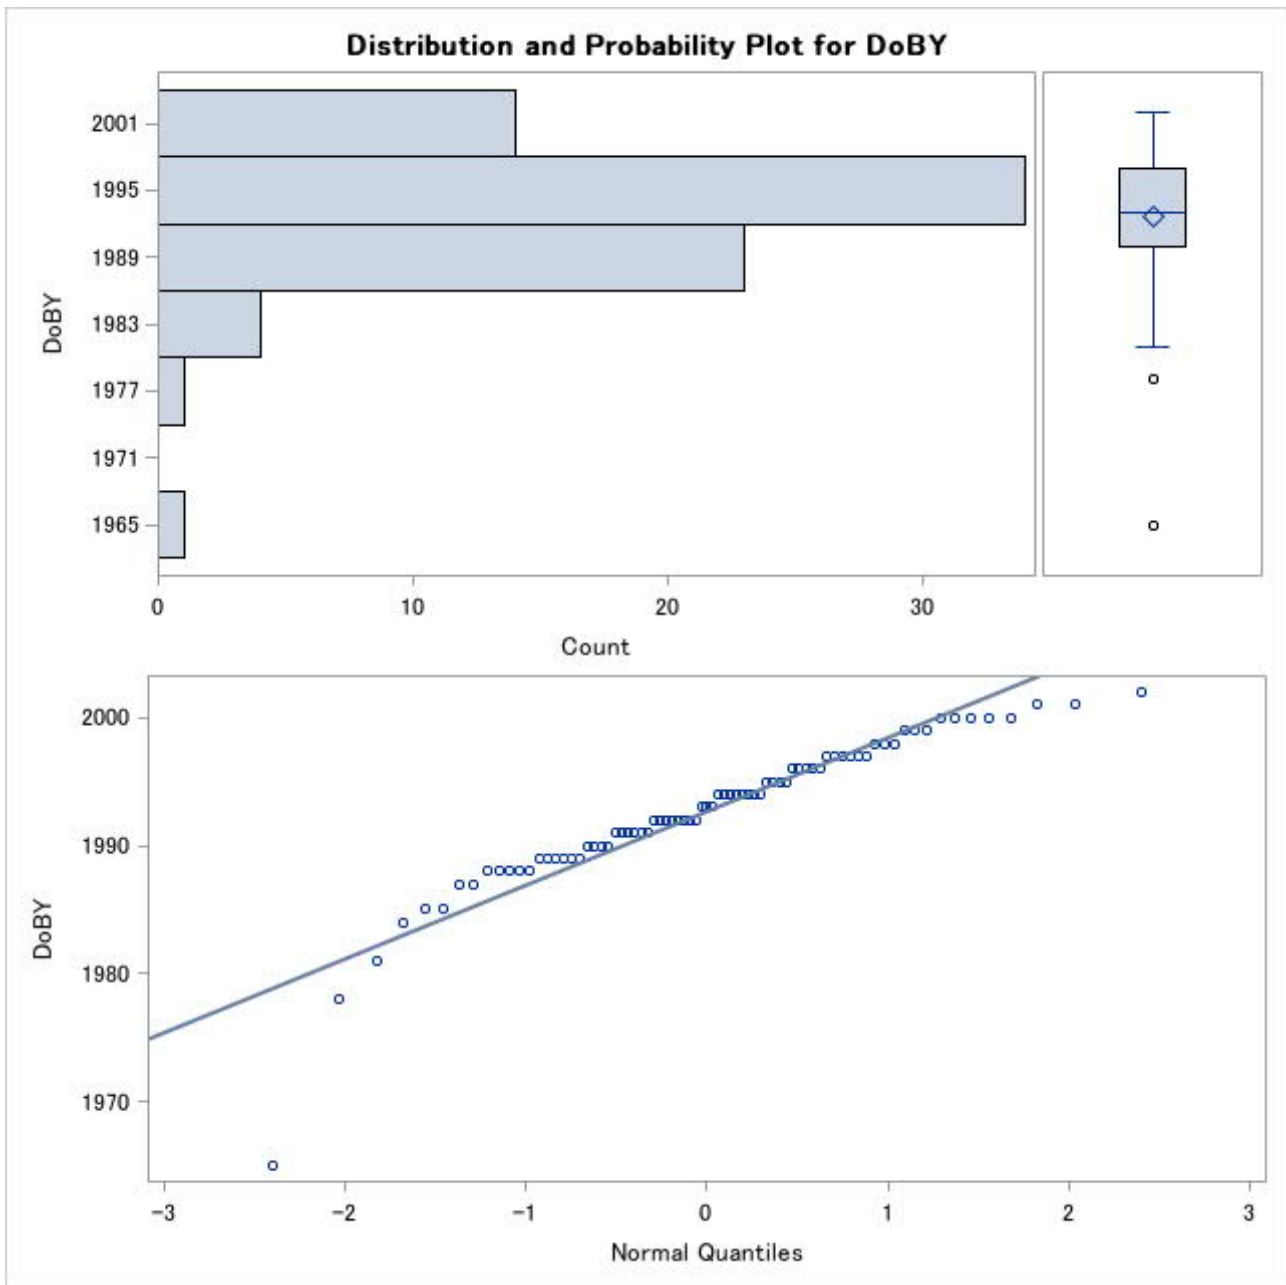 Distribution and Probability Plot for DoBY
DoBY
2001
1995
1989
1983
1977
1971
1965
0 10 20 30
Count
DoBY
2000
1990
1980
1970
−3 −2 −1 0 1 2 3
Normal Quantiles